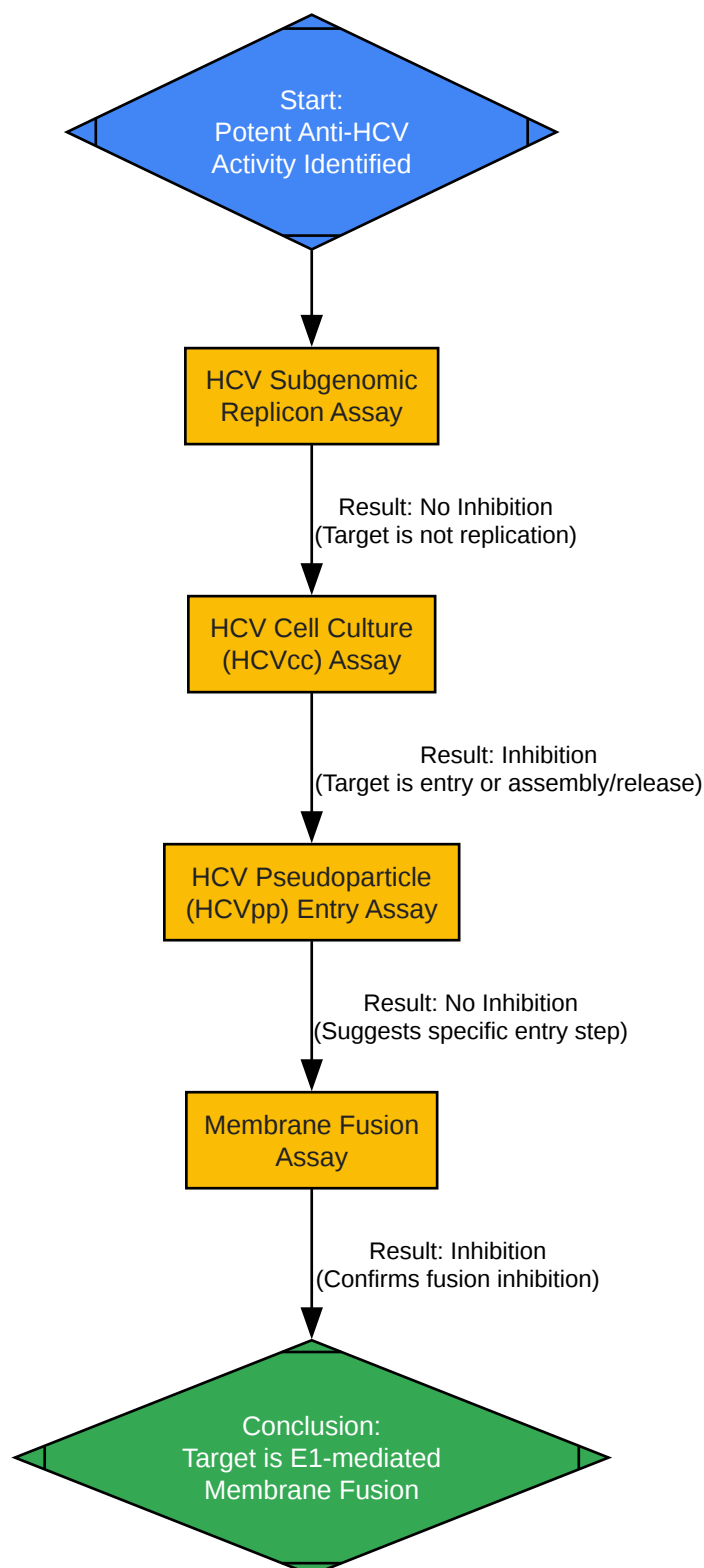 Start:
Potent Anti-HCV
Activity Identified
HCV Subgenomic
Replicon Assay
Result: No Inhibition
(Target is not replication)
HCV Cell Culture
(HCVcc) Assay
Result: Inhibition
(Target is entry or assembly/release)
HCV Pseudoparticle
(HCVpp) Entry Assay
Result: No Inhibition
(Suggests specific entry step)
Membrane Fusion
Assay
Result: Inhibition
(Confirms fusion inhibition)
Conclusion:
Target is E1-mediated
Membrane Fusion